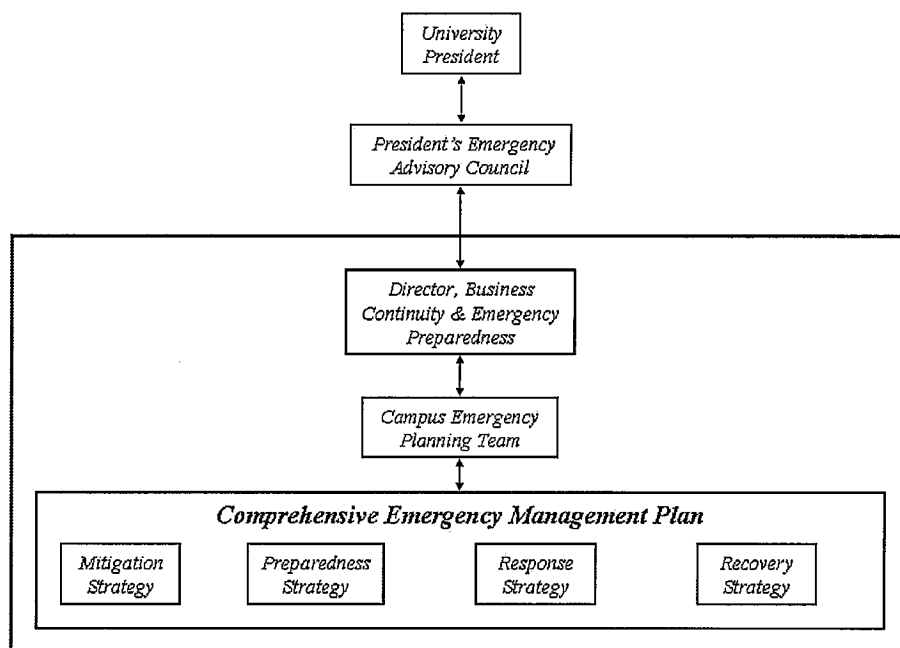 University
President
President's Emergency
Advisory Council
Director, Business
Continuity & Emergency
Preparedness
Campus Emergency
Planning Team
Comprehensive Emergency Management Plan
Mitigation
Strategy
Preparedness
Strategy
Response
Strategy
Recovery
Strategy